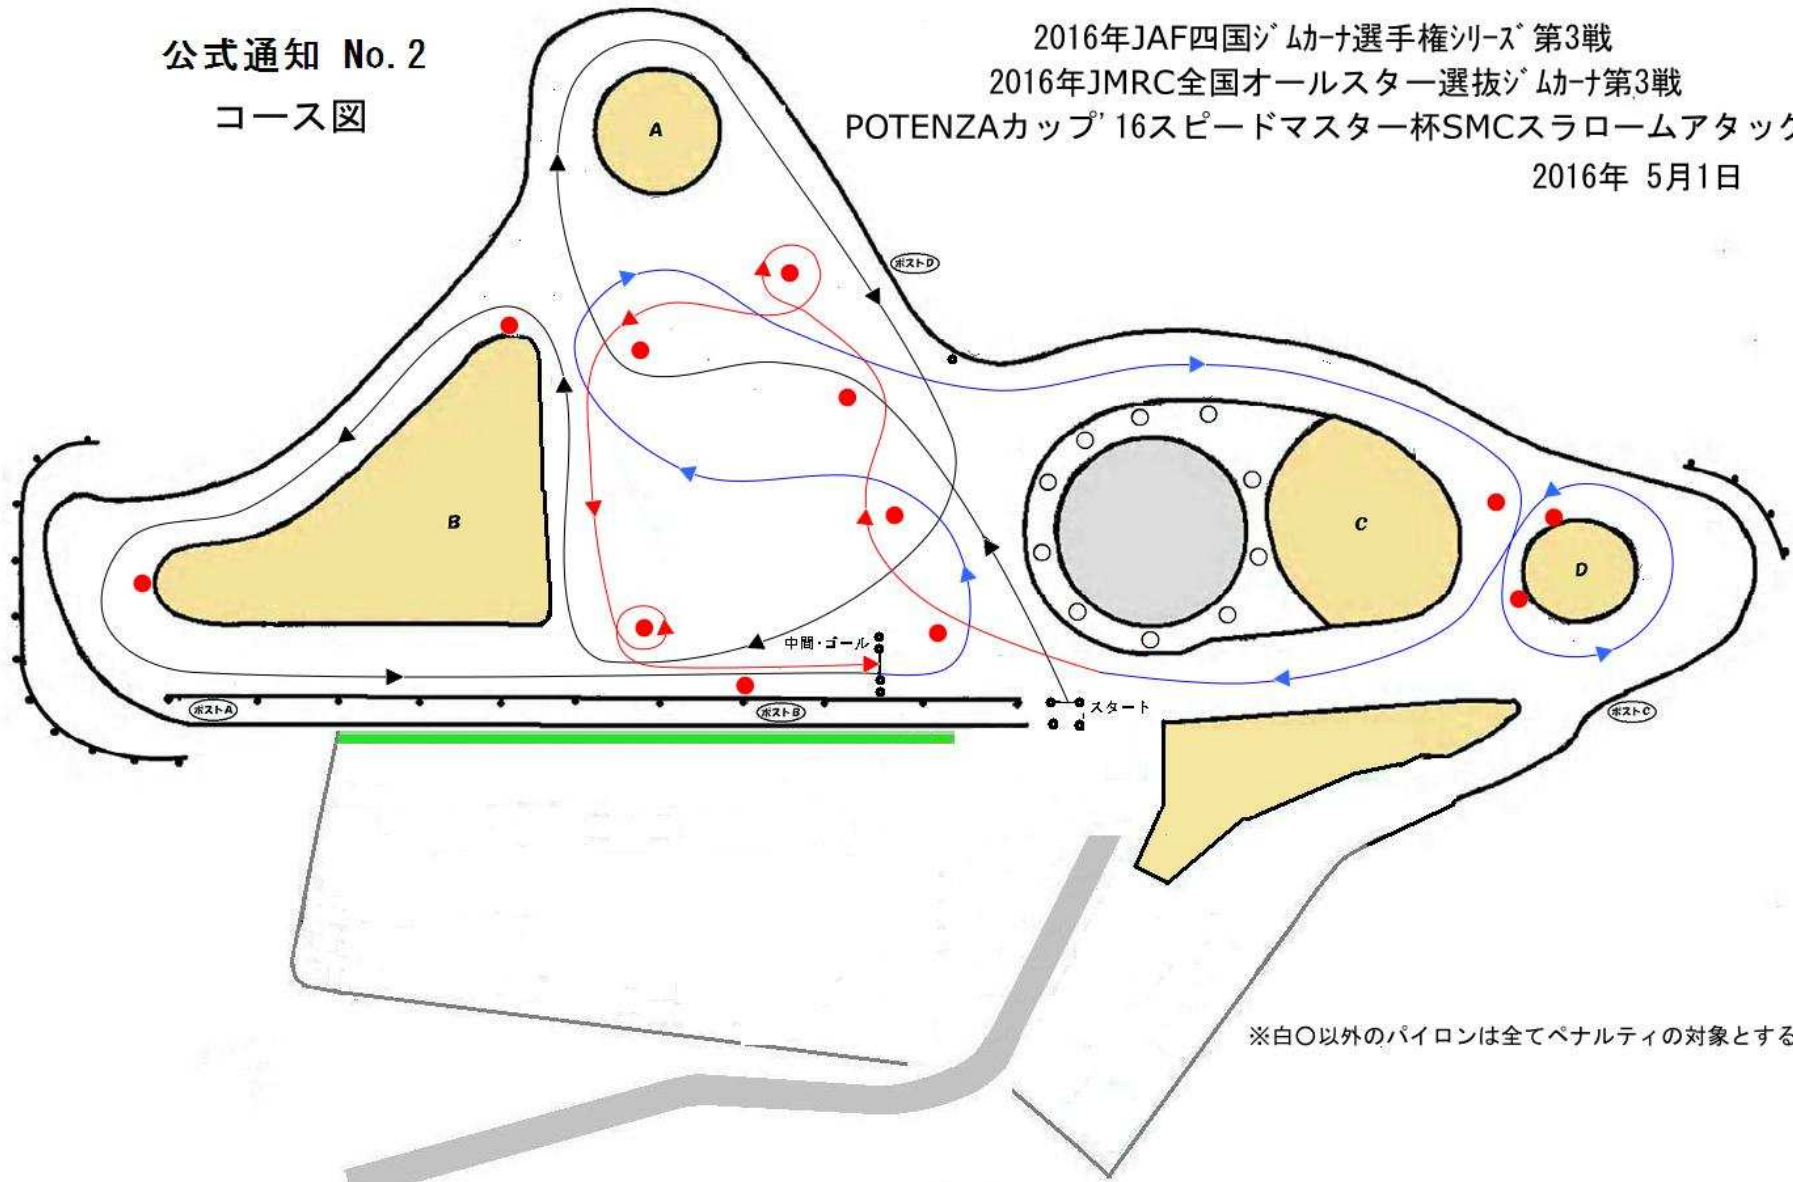 公式通知 No.2
コース図
2016年JAF四国ジムカーナ選手権シリーズ第3戦
2016年JMRC全国オールスター選抜ジムカーナ第3戦
POTENZAカップ'16スピードマスター杯SMCスラロームアタック
2016年 5月1日
A
ポストD
B
C
D
中間・ゴール
ポストA
ポストB
スタート
ポストC
※白○以外のパイロンは全てペナルティの対象とする